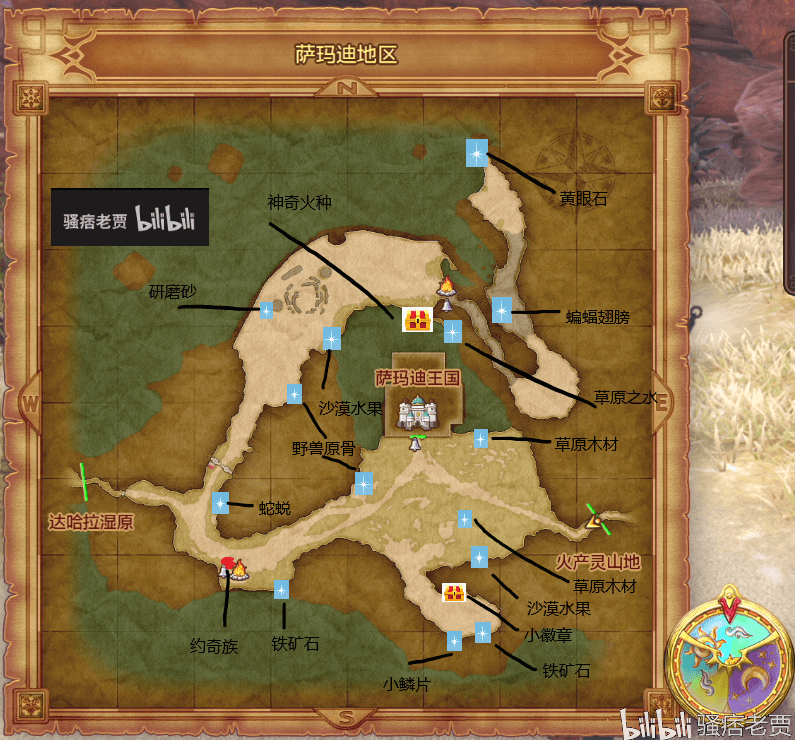 萨玛迪地区
N
骚痞老贾 bilibili
神奇火种
黄眼石
研磨砂
蝙蝠翅膀
萨玛迪王国
W
沙漠水果
草原之水
E
野兽原骨
草原木材
蛇蜕
达哈拉湿原
火产灵山地
草原木材
沙漠水果
小徽章
约奇族
铁矿石
铁矿石
小鳞片
S
bilibili 骚痞老贾